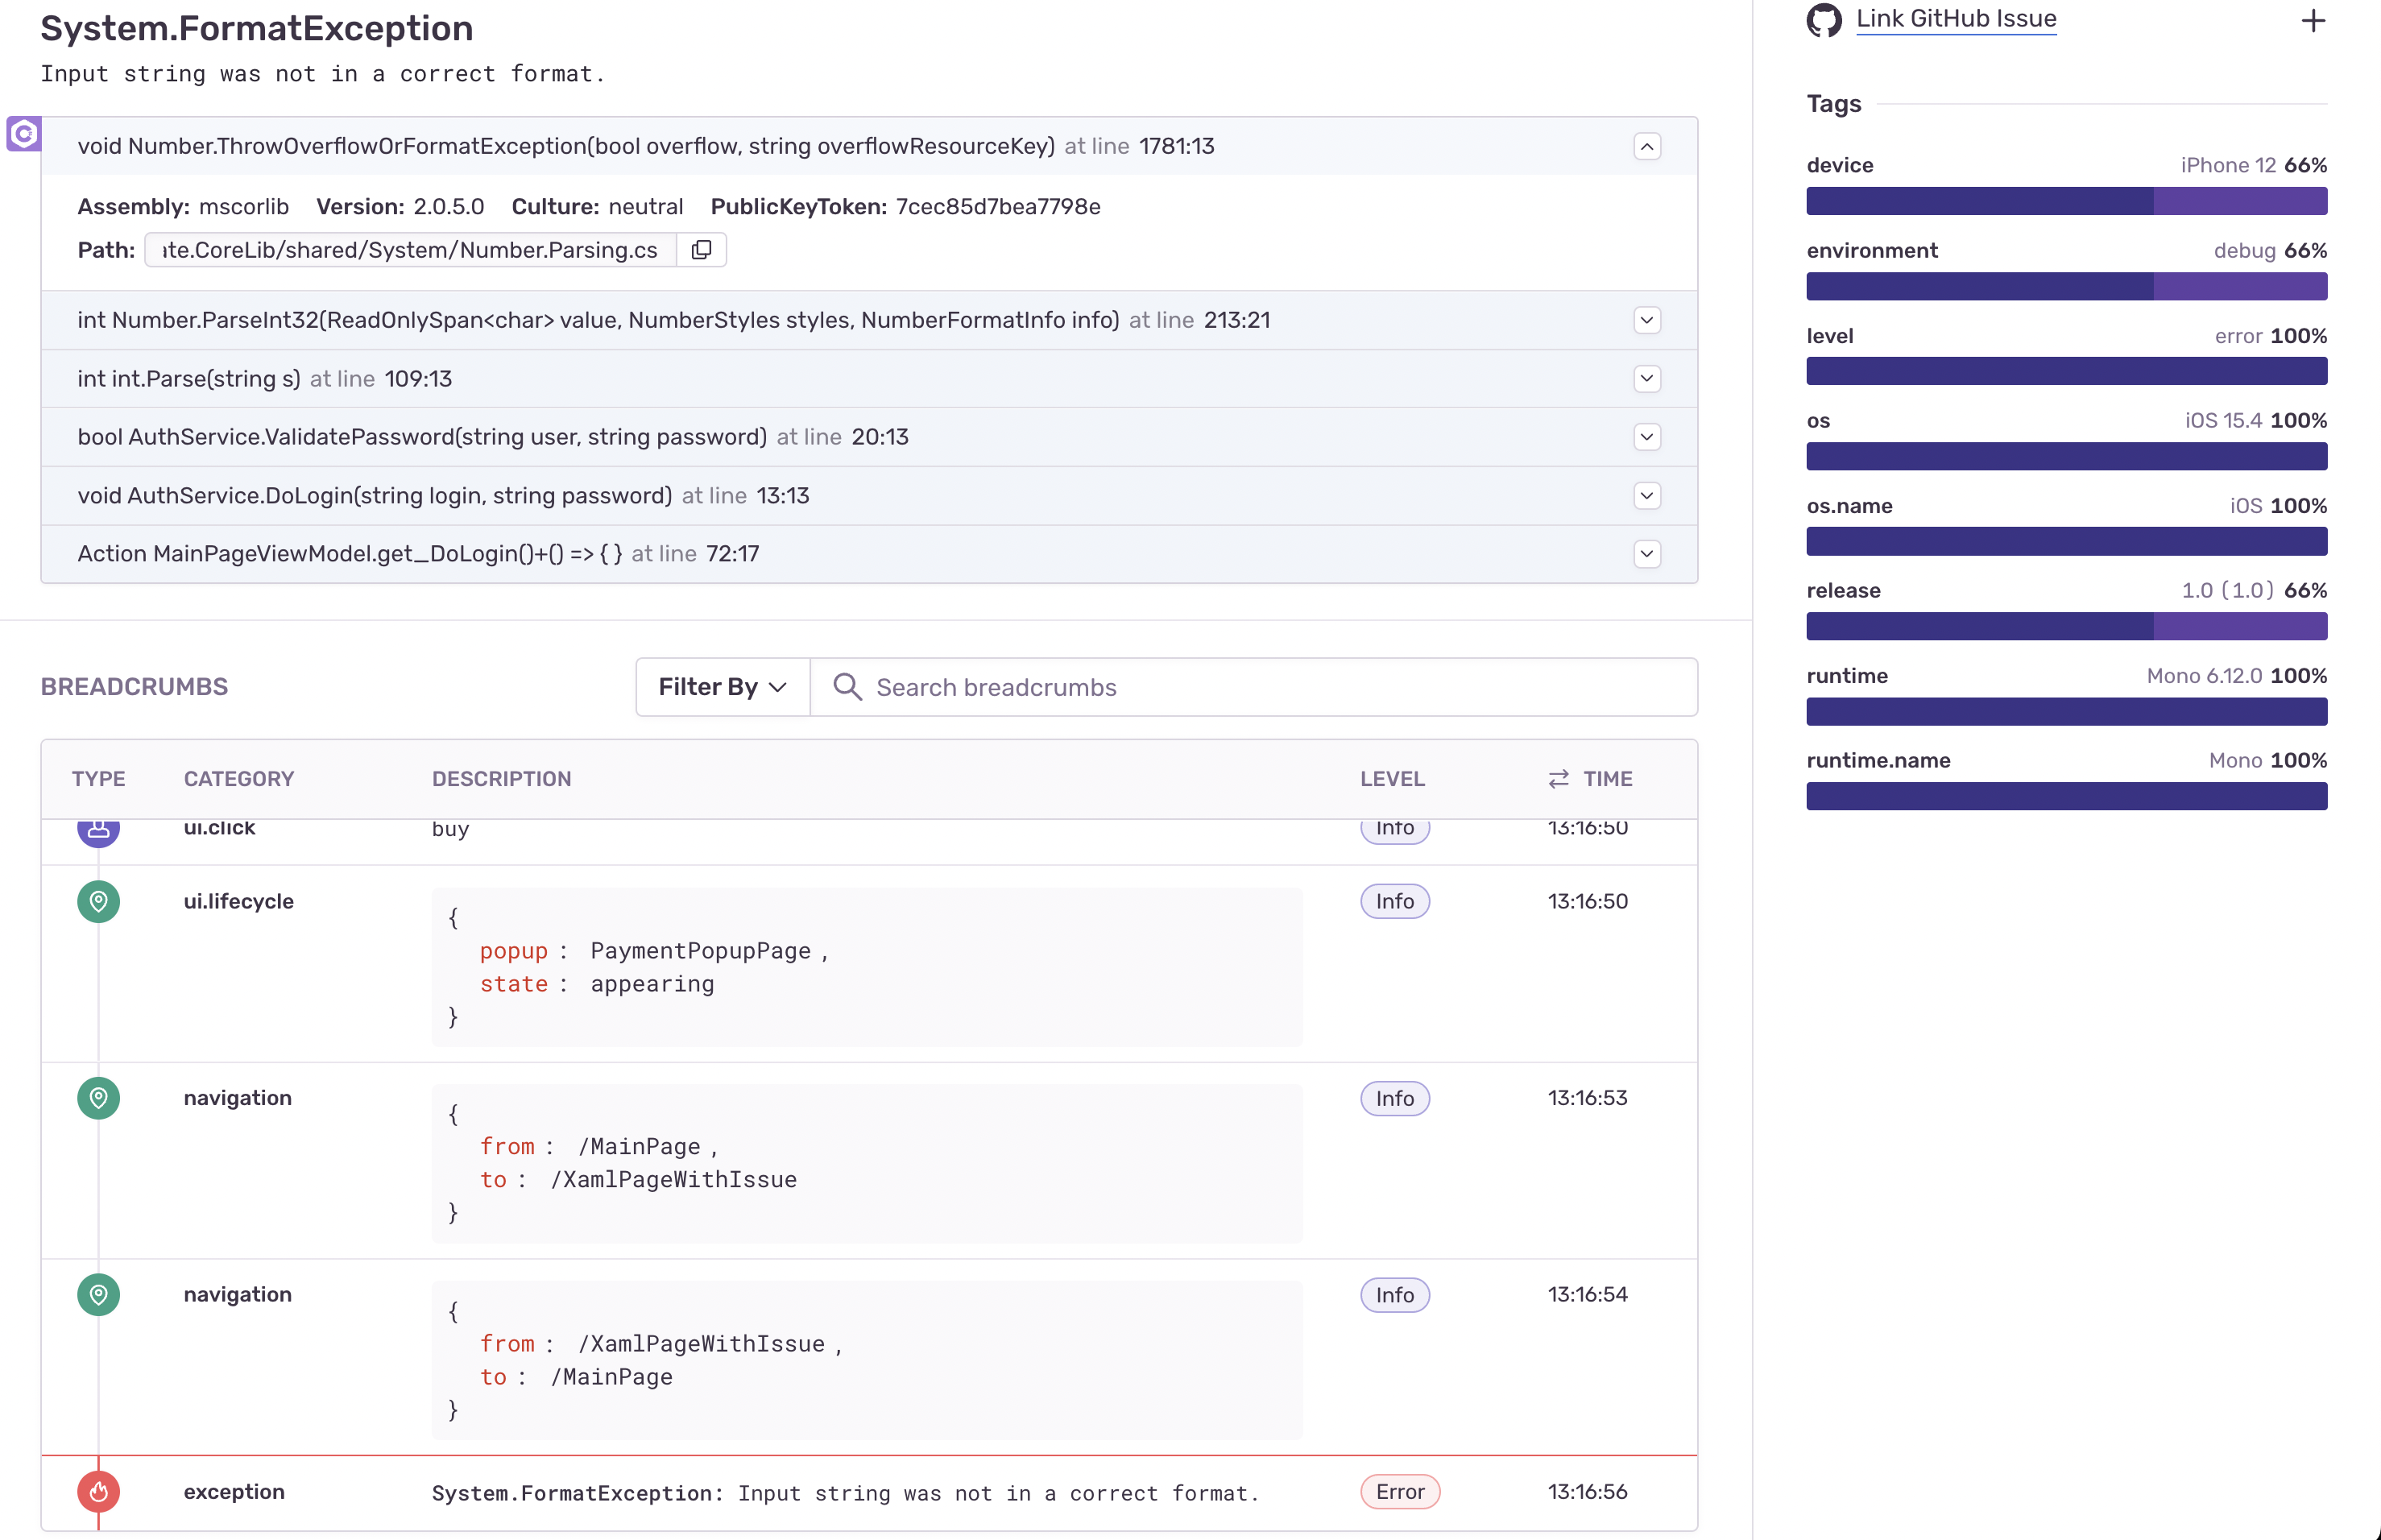 System.FormatException
Input string was not in a correct format.
void Number.ThrowOverflowOrFormatException(bool overflow, string overflowResourceKey) at line 1781:13
Assembly: mscorlib Version: 2.0.5.0 Culture: neutral PublicKeyToken: 7cec85d7bea7798e
Path: ate.CoreLib/shared/System/Number.Parsing.cs
int Number.ParseInt32(ReadOnlySpan<char> value, NumberStyles styles, NumberFormatInfo info) at line 213:21
int int.Parse(string s) at line 109:13
bool AuthService.ValidatePassword(string user, string password) at line 20:13
void AuthService.DoLogin(string login, string password) at line 13:13
Action MainPageViewModel.get_DoLogin()+() => { } at line 72:17
BREADCRUMBS
Filter By
Search breadcrumbs
TYPE CATEGORY DESCRIPTION LEVEL TIME
ui.click buy Info 13:16:50
ui.lifecycle Info 13:16:50
{
popup : PaymentPopupPage ,
state : appearing
}
navigation Info 13:16:53
{
from : /MainPage ,
to : /XamlPageWithIssue
}
navigation Info 13:16:54
{
from : /XamlPageWithIssue ,
to : /MainPage
}
exception System.FormatException: Input string was not in a correct format. Error 13:16:56
Link GitHub Issue
Tags
device iPhone 12 66%
environment debug 66%
level error 100%
os iOS 15.4 100%
os.name iOS 100%
release 1.0 (1.0) 66%
runtime Mono 6.12.0 100%
runtime.name Mono 100%